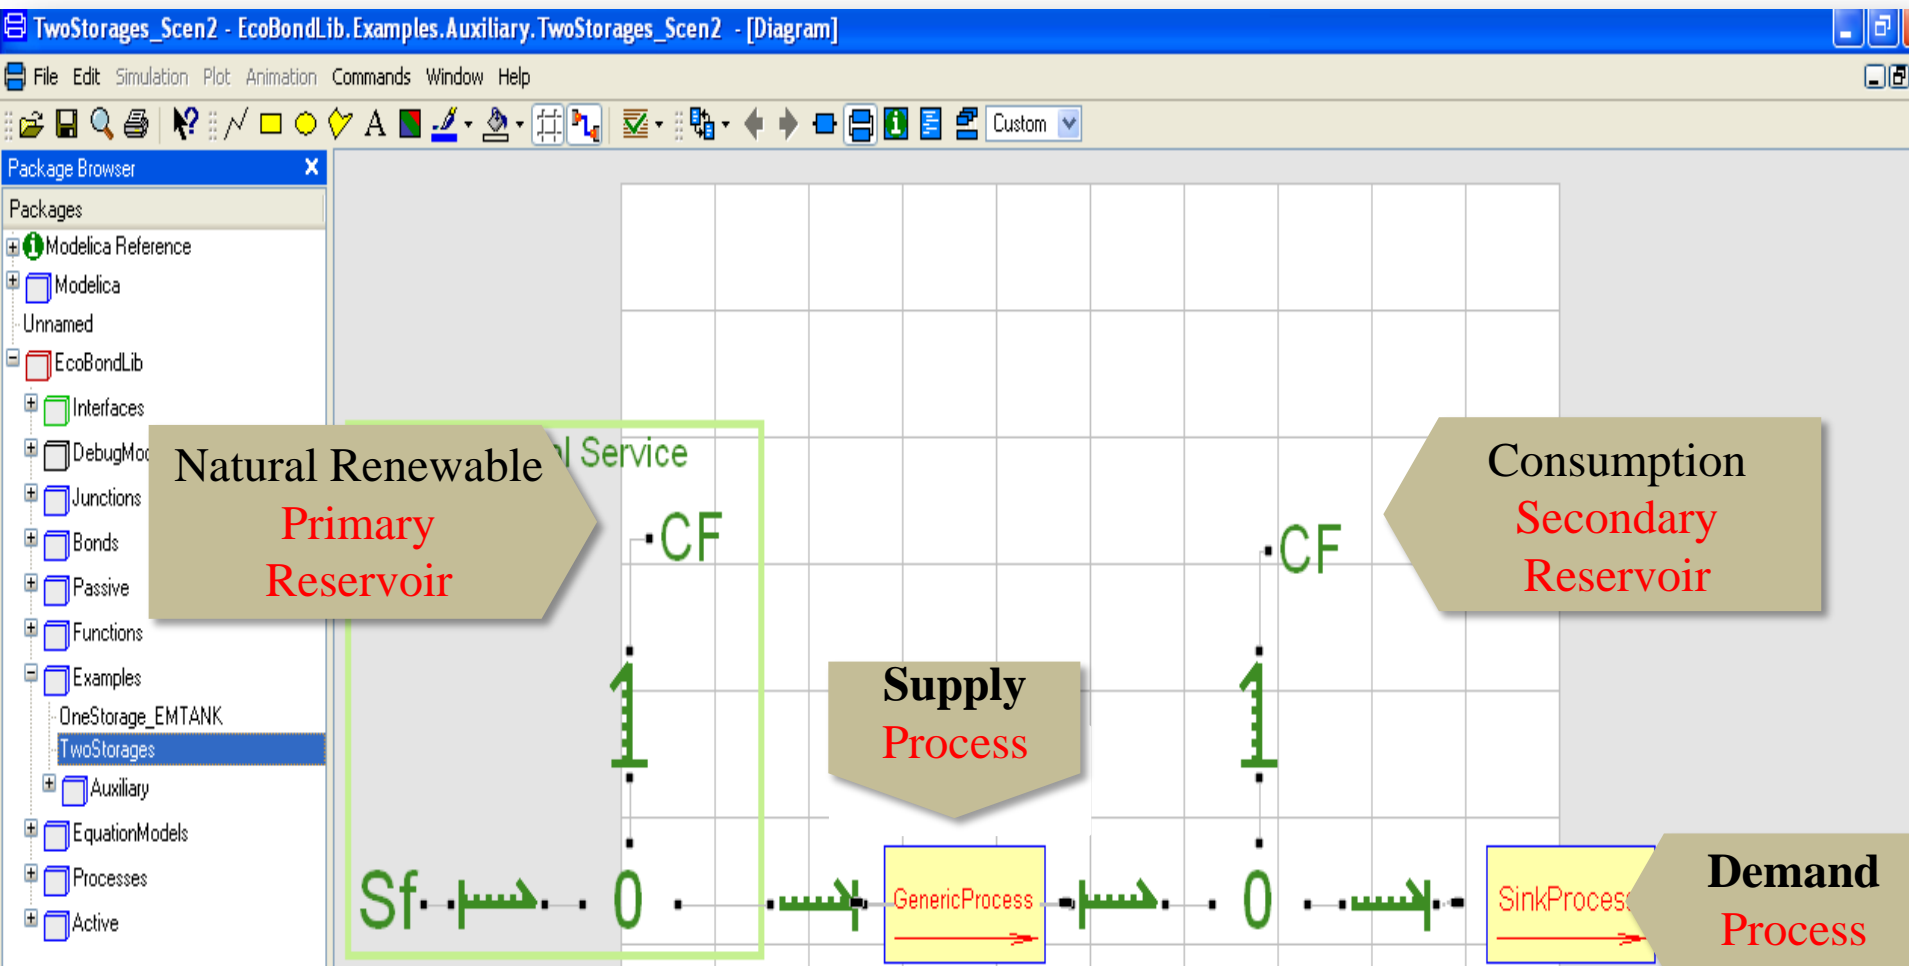 TwoStorages_Scen2 - EcoBondLib.Examples.Auxiliary.TwoStorages_Scen2 - [Diagram]
File Edit Simulation Plot Animation Commands Window Help
A Custom
Package Browser
Packages
Modelica Reference
Modelica
Unnamed
EcoBondLib
Interfaces
DebugMoc
Junctions
Bonds
Passive
Functions
Examples
OneStorage_EMTANK
TwoStorages
Auxiliary
EquationModels
Processes
Active
Service
Natural Renewable
Primary
Reservoir
CF
CF
Consumption
Secondary
Reservoir
1
1
Supply
Process
Sf 0 GenericProcess 0 SinkProcess
Demand
Process